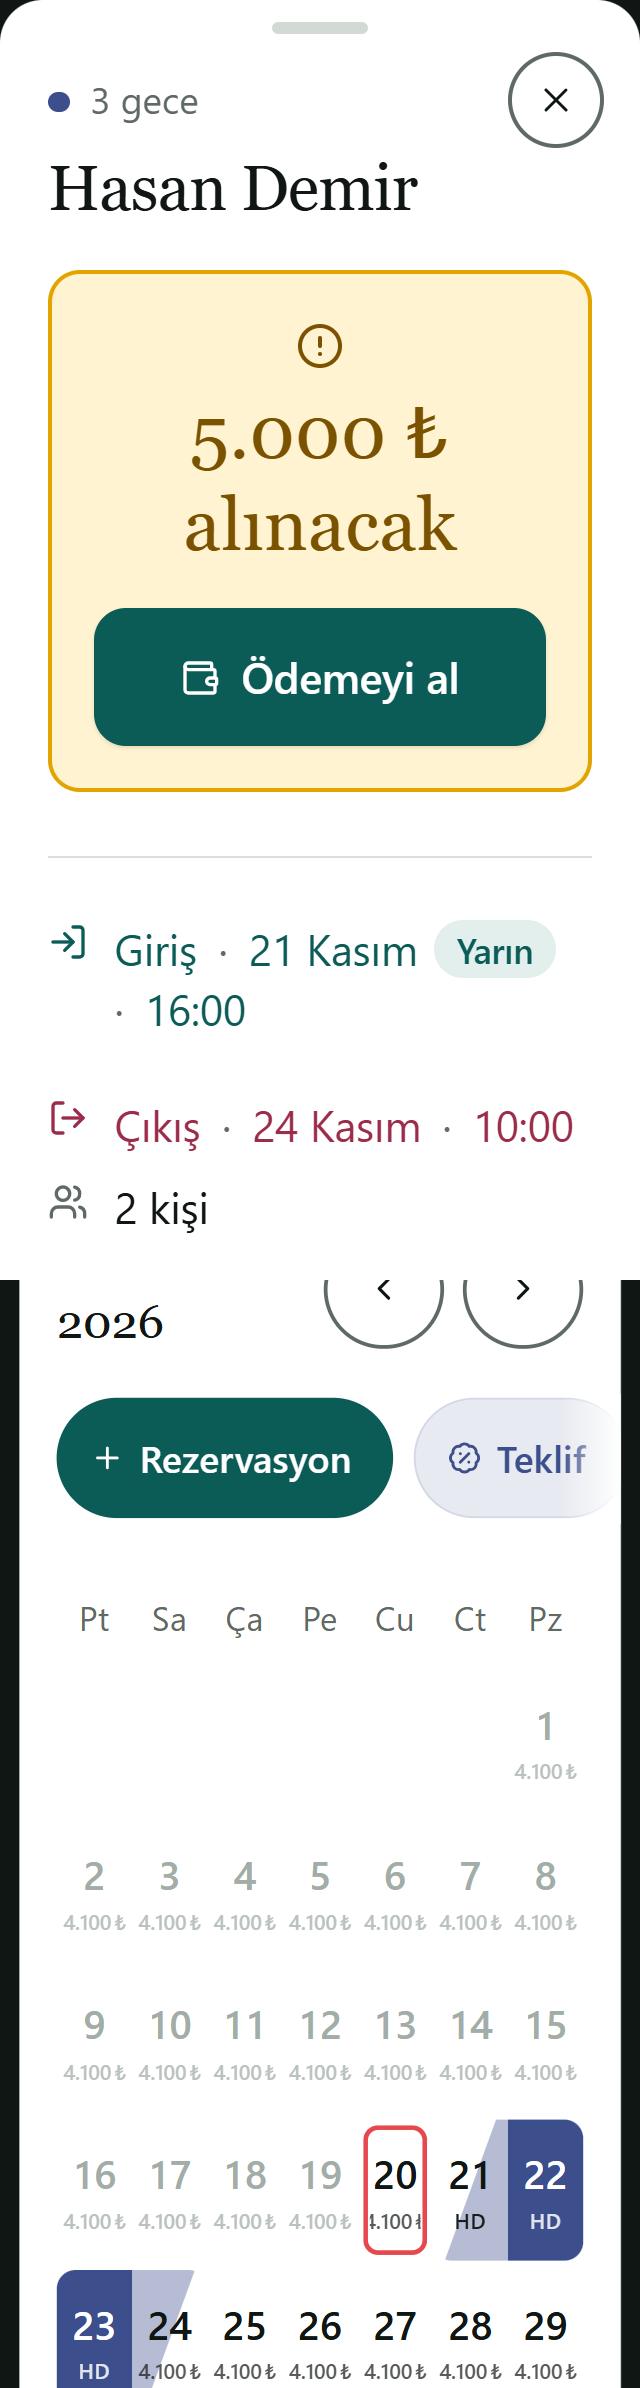 3 gece
Hasan Demir
5.000 ₺
alınacak
Ödemeyi al
Giriş · 21 Kasım Yarın
· 16:00
Çıkış · 24 Kasım · 10:00
2 kişi
2026
Rezervasyon Teklif
Pt Sa Ça Pe Cu Ct Pz
1
4.100 ₺
2 3 4 5 6 7 8
4.100 ₺ 4.100 ₺ 4.100 ₺ 4.100 ₺ 4.100 ₺ 4.100 ₺ 4.100 ₺
9 10 11 12 13 14 15
4.100 ₺ 4.100 ₺ 4.100 ₺ 4.100 ₺ 4.100 ₺ 4.100 ₺ 4.100 ₺
16 17 18 19 20 21 22
4.100 ₺ 4.100 ₺ 4.100 ₺ 4.100 ₺ 4.100 ₺ HD HD
23 24 25 26 27 28 29
HD 4.100 ₺ 4.100 ₺ 4.100 ₺ 4.100 ₺ 4.100 ₺ 4.100 ₺